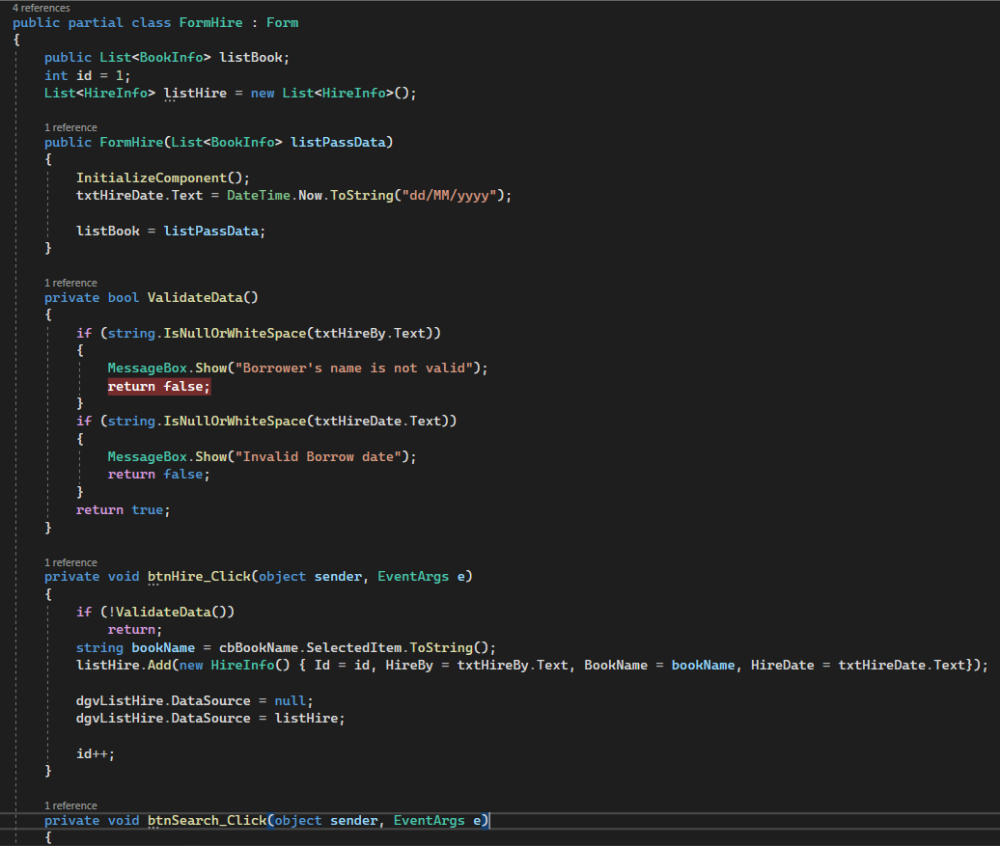 4 references
public partial class FormHire : Form
{
public List<BookInfo> listBook;
int id = 1;
List<HireInfo> listHire = new List<HireInfo>();
1 reference
public FormHire(List<BookInfo> listPassData)
{
InitializeComponent();
txtHireDate.Text = DateTime.Now.ToString("dd/MM/yyyy");
listBook = listPassData;
}
1 reference
private bool ValidateData()
{
if (string.IsNullOrWhiteSpace(txtHireBy.Text))
{
MessageBox.Show("Borrower's name is not valid");
return false;
}
if (string.IsNullOrWhiteSpace(txtHireDate.Text))
{
MessageBox.Show("Invalid Borrow date");
return false;
}
return true;
}
1 reference
private void btnHire_Click(object sender, EventArgs e)
{
if (!ValidateData())
return;
string bookName = cbBookName.SelectedItem.ToString();
listHire.Add(new HireInfo() { Id = id, HireBy = txtHireBy.Text, BookName = bookName, HireDate = txtHireDate.Text});
dgvListHire.DataSource = null;
dgvListHire.DataSource = listHire;
id++;
}
1 reference
private void btnSearch_Click(object sender, EventArgs e)
{